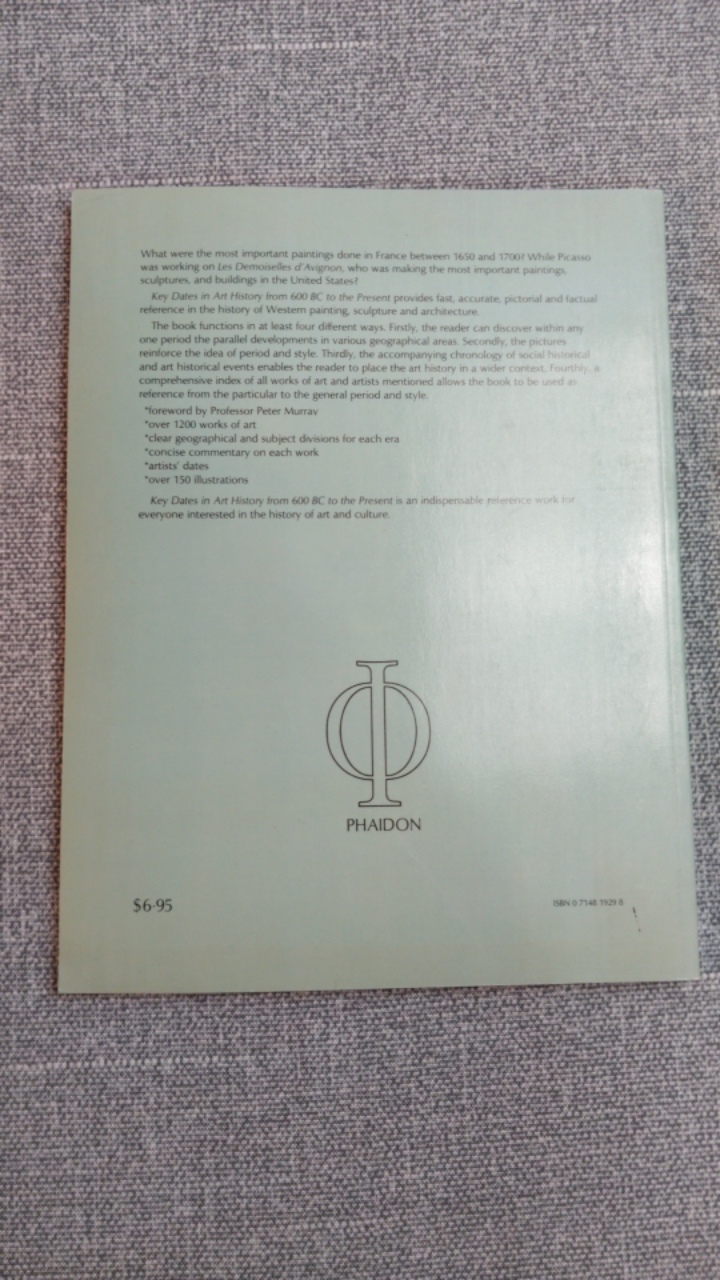 What were the most important paintings done in France between 1650 and 1700? While Picasso
was working on Les Demoiselles d'Avignon, who was making the most important paintings,
sculptures, and buildings in the United States?
Key Dates in Art History from 600 BC to the Present provides fast, accurate, pictorial and factual
reference in the history of Western painting, sculpture and architecture.
The book functions in at least four different ways. Firstly, the reader can discover within any
one period the parallel developments in various geographical areas. Secondly, the pictures
reinforce the idea of period and style. Thirdly, the accompanying chronology of social historical
and art historical events enables the reader to place the art history in a wider context. Fourthly, a
comprehensive index of all works of art and artists mentioned allows the book to be used as
reference from the particular to the general period and style.
*foreword by Professor Peter Murray
*over 1200 works of art
*clear geographical and subject divisions for each era
*concise commentary on each work
*artists' dates
*over 150 illustrations
Key Dates in Art History from 600 BC to the Present is an indispensable reference work for
everyone interested in the history of art and culture.
PHAIDON
$6·95
ISBN 0 7148 1929 8